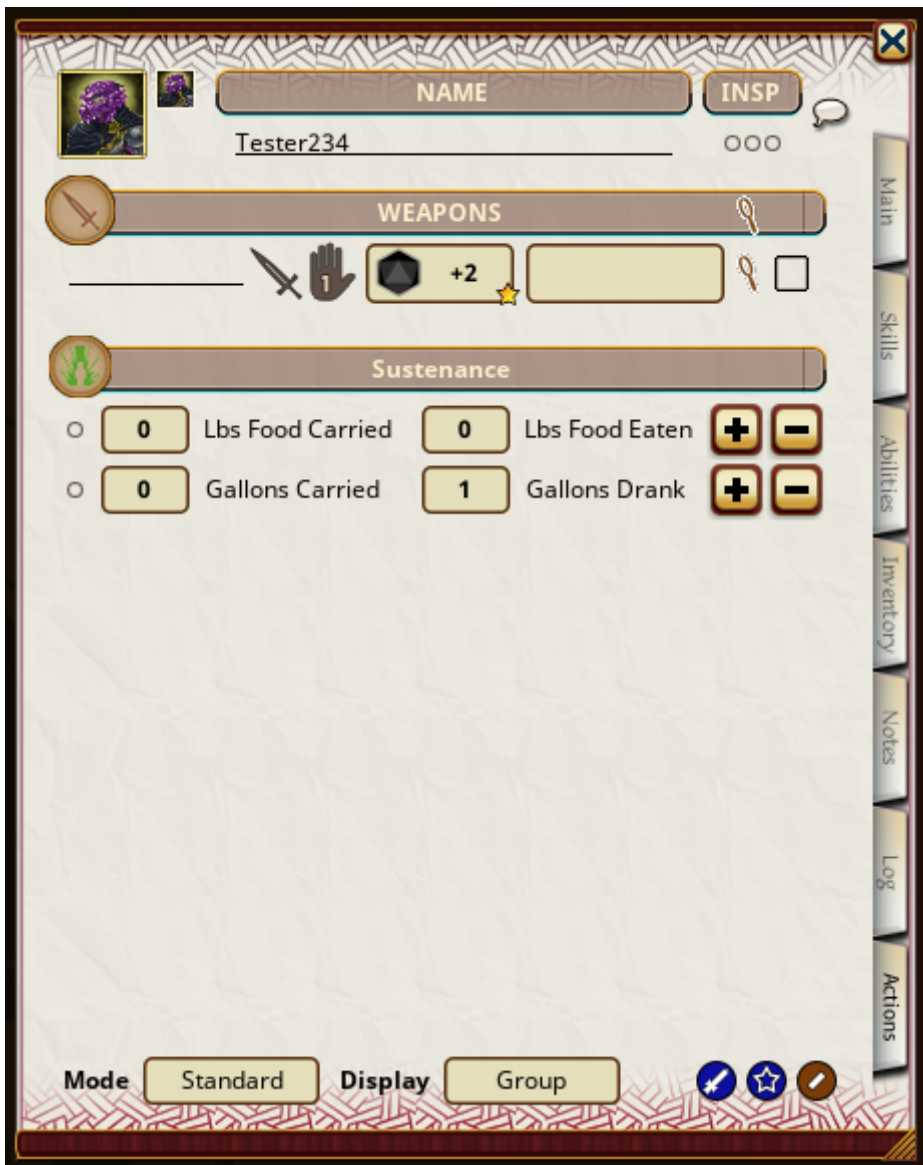 NAME INSP
Tester234
WEAPONS
1 +2
Sustenance
0 Lbs Food Carried 0 Lbs Food Eaten + −
0 Gallons Carried 1 Gallons Drank + −
Mode Standard Display Group
Main
Skills
Abilities
Inventory
Notes
Log
Actions